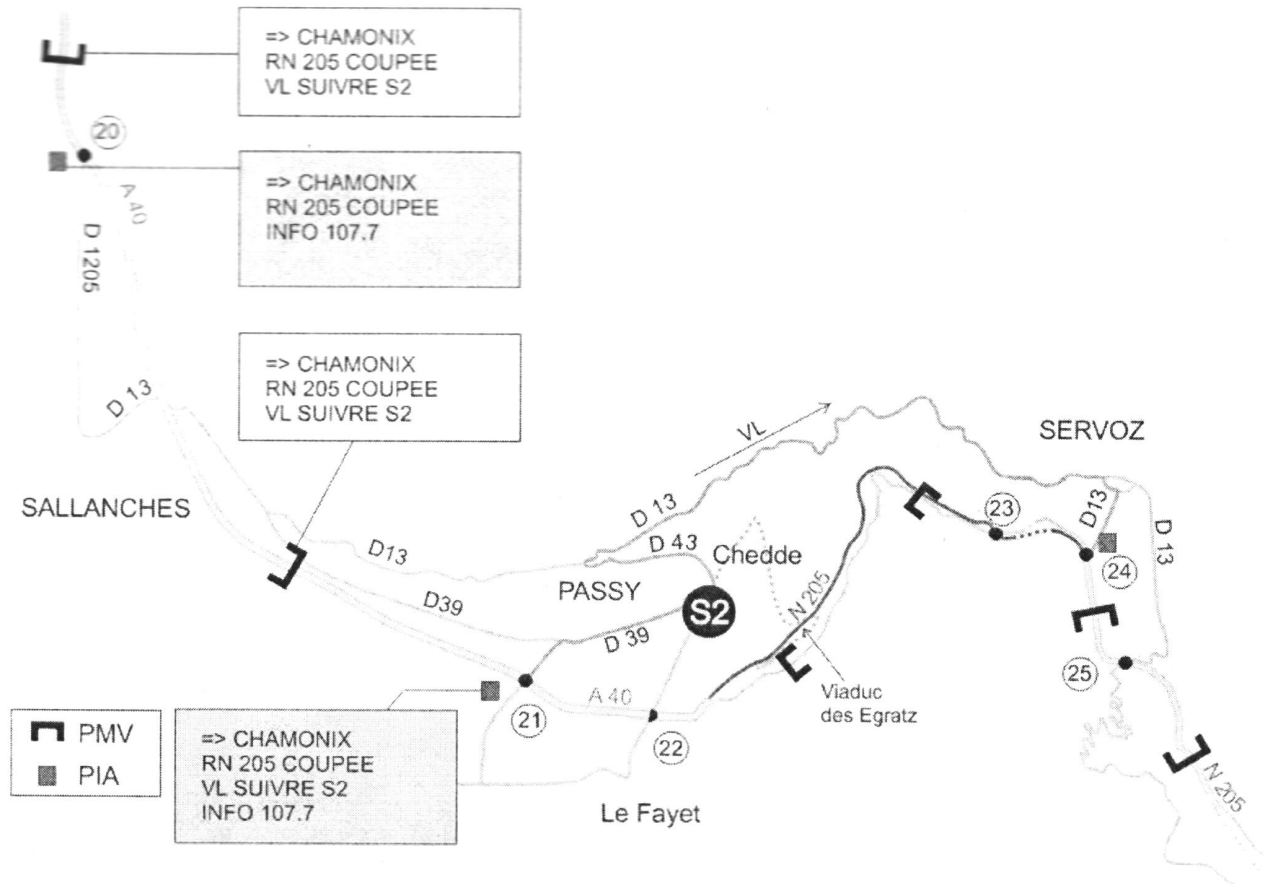 => CHAMONIX
RN 205 COUPEE
VL SUIVRE S2
20
=> CHAMONIX
RN 205 COUPEE
INFO 107.7
A 40
D 1205
=> CHAMONIX
RN 205 COUPEE
VL SUIVRE S2
D 13
VL
SERVOZ
SALLANCHES
D 13
23
D13
D 13
D13
D 43
Chedde
24
PASSY
D39
S2
N 205
D 39
25
Viaduc
des Egratz
A 40
21
22
PMV
PIA
=> CHAMONIX
RN 205 COUPEE
VL SUIVRE S2
INFO 107.7
N 205
Le Fayet